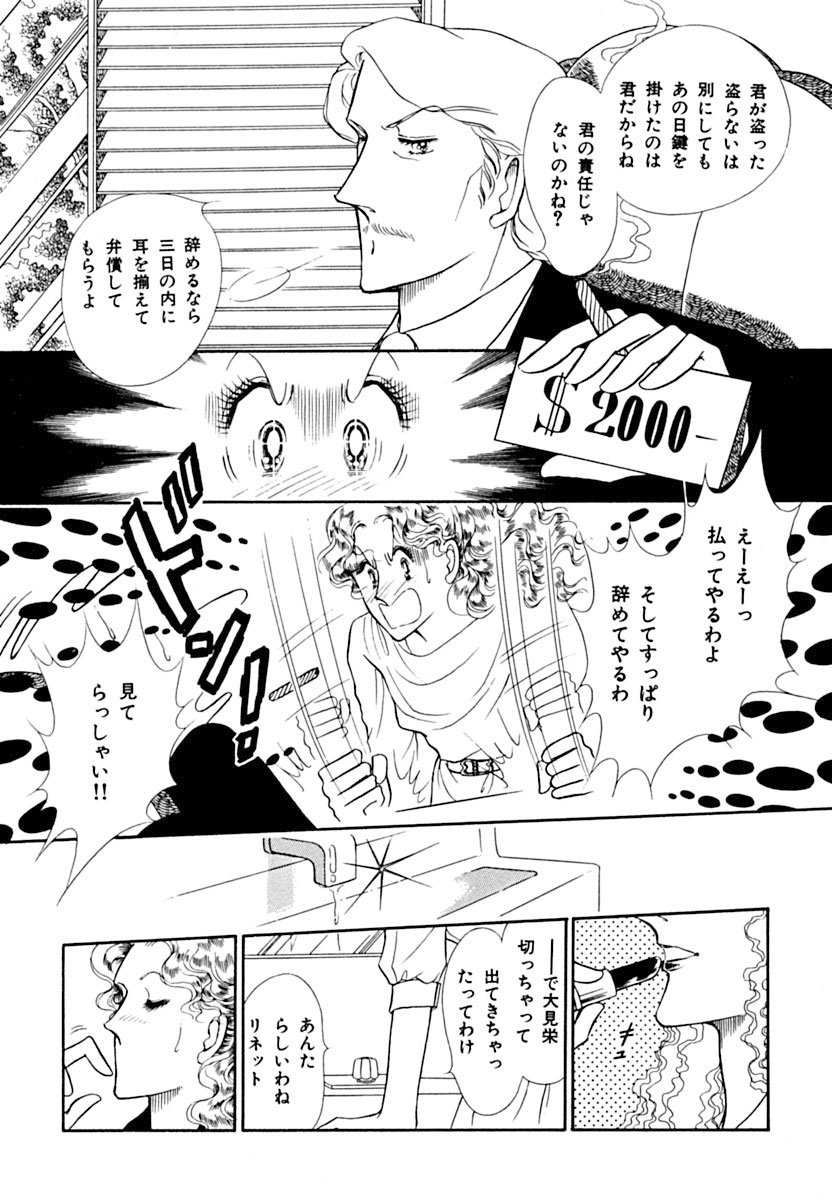 君が盗った
盗らないは
別にしても
あの日鍵を
掛けたのは
君だからね
君の責任じゃ
ないのかね?
辞めるなら
三日の内に
耳を揃えて
弁償して
もらうよ
$2000-
えーえーっ
払ってやるわよ
そしてすっぱり
辞めてやるわ
ドン!!
見て
らっしゃい!!
キュ
──で大見栄
切っちゃって
出てきちゃっ
たってわけ
あんた
らしいわね
リネット